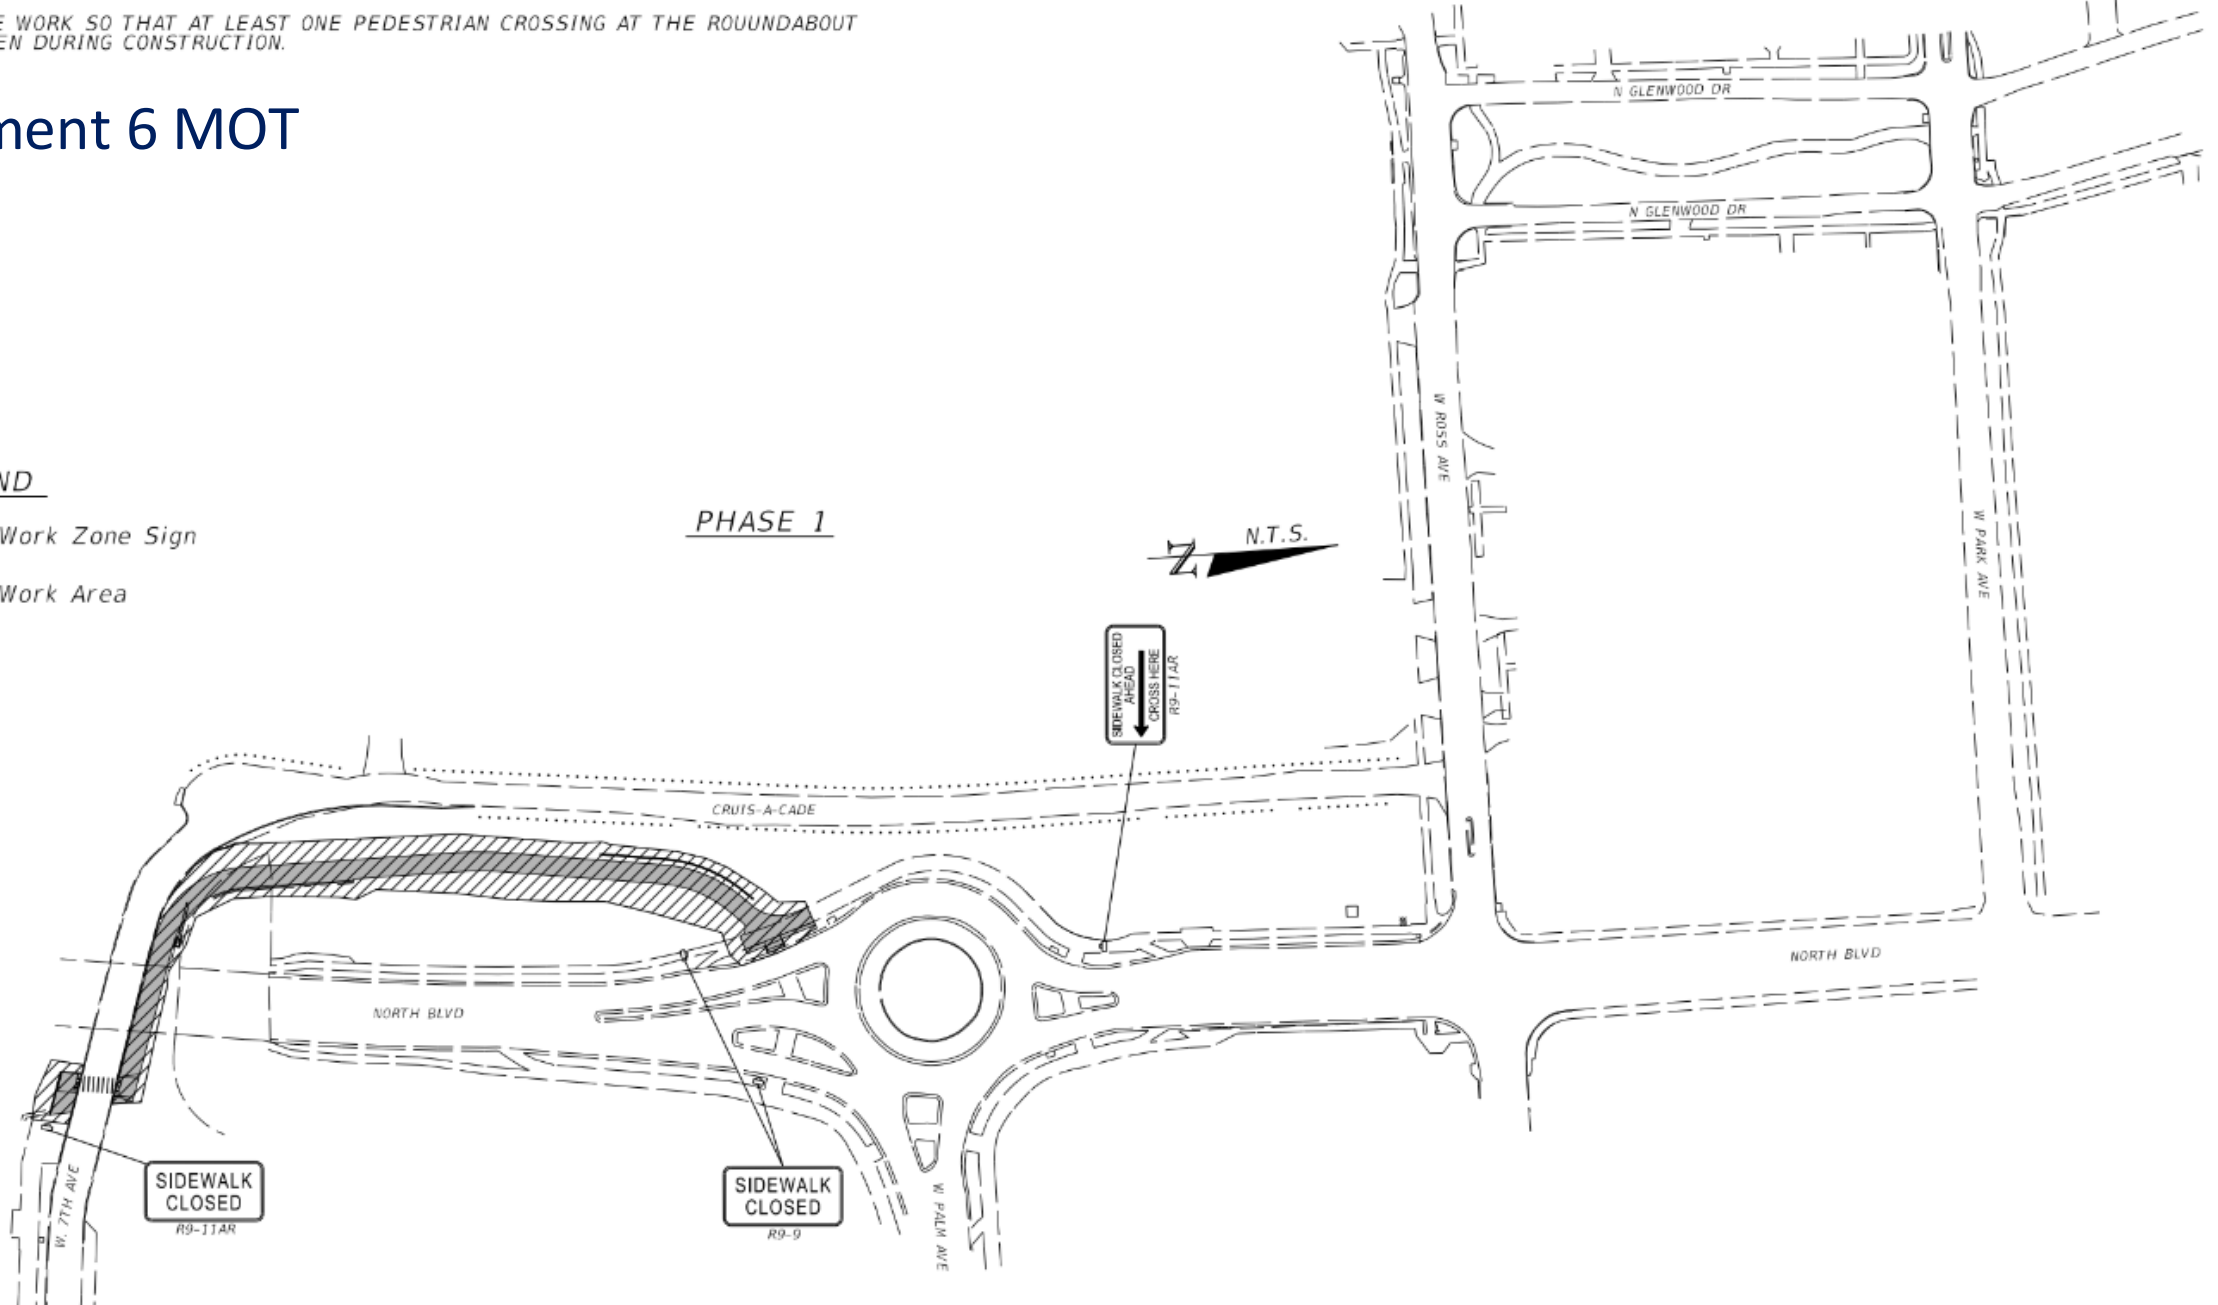 E WORK SO THAT AT LEAST ONE PEDESTRIAN CROSSING AT THE ROUUNDABOUT
EN DURING CONSTRUCTION.
ment 6 MOT
ND
Work Zone Sign
Work Area
PHASE 1
N
N.T.S.
N GLENWOOD DR
N GLENWOOD DR
W ROSS AVE
W PARK AVE
SIDEWALK CLOSED
AHEAD
CROSS HERE
R9-11AR
CRUIS-A-CADE
NORTH BLVD
NORTH BLVD
SIDEWALK
CLOSED
R9-11AR
SIDEWALK
CLOSED
R9-9
W. 7TH AVE
W PALM AVE